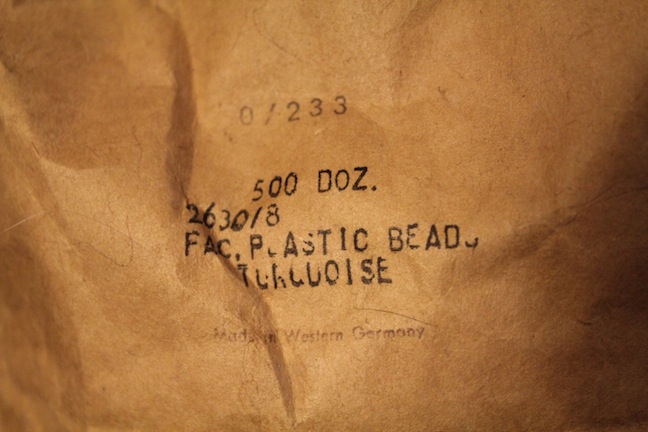 0/233
500 DOZ.
2630/8
FAC. PLASTIC BEADS
TURQUOISE
Made in Western Germany